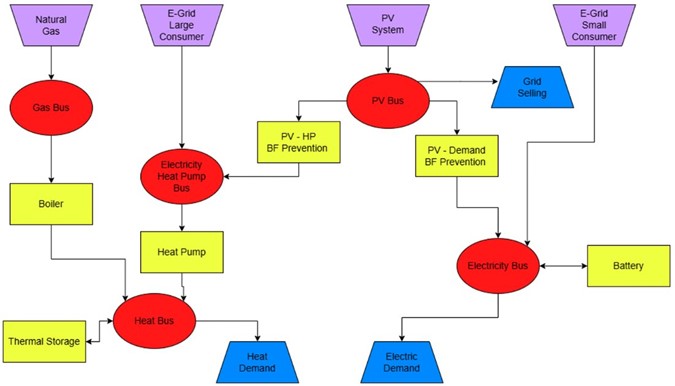 Natural
Gas
E-Grid
Large
Consumer
PV
System
E-Grid
Small
Consumer
Gas Bus
PV Bus
Grid
Selling
PV - HP
BF Prevention
PV - Demand
BF Prevention
Electricity
Heat Pump
Bus
Boiler
Heat Pump
Electricity Bus
Battery
Thermal Storage
Heat Bus
Heat
Demand
Electric
Demand